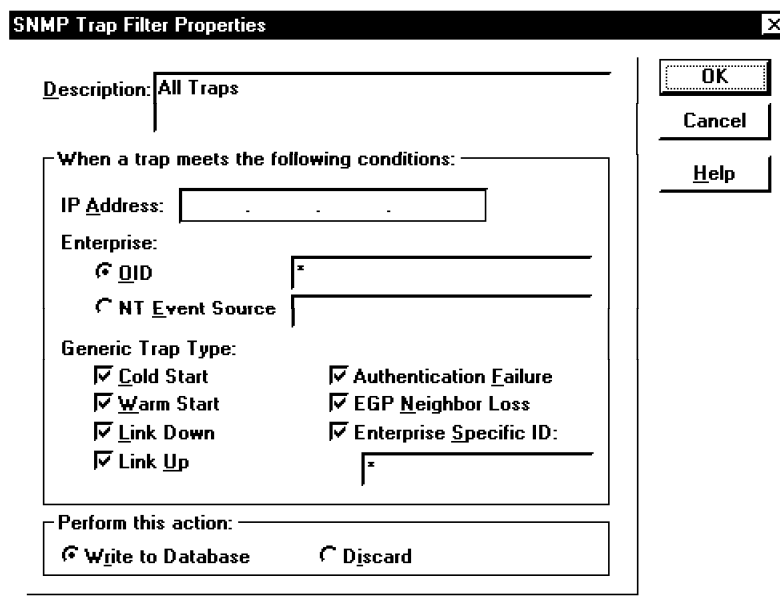 SNMP Trap Filter Properties
Description: All Traps
OK
Cancel
Help
When a trap meets the following conditions:
IP Address: . . .
Enterprise:
OID *
NT Event Source
Generic Trap Type:
Cold Start Authentication Failure
Warm Start EGP Neighbor Loss
Link Down Enterprise Specific ID:
Link Up *
Perform this action:
Write to Database Discard